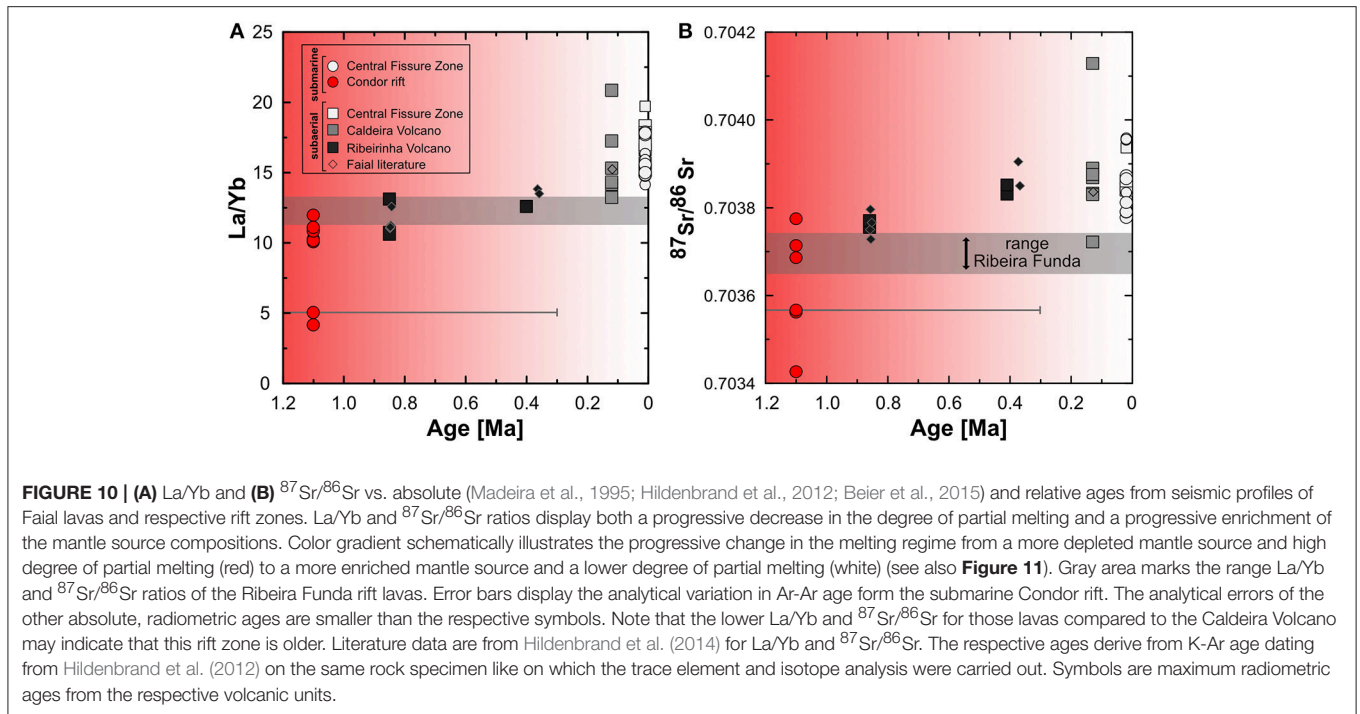 A
B
25
20
15
10
5
0
La/Yb
submarine
Central Fissure Zone
Condor rift
subaerial
Central Fissure Zone
Caldeira Volcano
Ribeirinha Volcano
Faial literature
1.2 1.0 0.8 0.6 0.4 0.2 0
Age [Ma]
0.7042
0.7040
0.7038
0.7036
0.7034
87Sr/86Sr
range
Ribeira Funda
1.2 1.0 0.8 0.6 0.4 0.2 0
Age [Ma]
FIGURE 10 | (A) La/Yb and (B) 87Sr/86Sr vs. absolute (Madeira et al., 1995; Hildenbrand et al., 2012; Beier et al., 2015) and relative ages from seismic profiles of
Faial lavas and respective rift zones. La/Yb and 87Sr/86Sr ratios display both a progressive decrease in the degree of partial melting and a progressive enrichment of
the mantle source compositions. Color gradient schematically illustrates the progressive change in the melting regime from a more depleted mantle source and high
degree of partial melting (red) to a more enriched mantle source and a lower degree of partial melting (white) (see also Figure 11). Gray area marks the range La/Yb
and 87Sr/86Sr ratios of the Ribeira Funda rift lavas. Error bars display the analytical variation in Ar-Ar age form the submarine Condor rift. The analytical errors of the
other absolute, radiometric ages are smaller than the respective symbols. Note that the lower La/Yb and 87Sr/86Sr for those lavas compared to the Caldeira Volcano
may indicate that this rift zone is older. Literature data are from Hildenbrand et al. (2014) for La/Yb and 87Sr/86Sr. The respective ages derive from K-Ar age dating
from Hildenbrand et al. (2012) on the same rock specimen like on which the trace element and isotope analysis were carried out. Symbols are maximum radiometric
ages from the respective volcanic units.